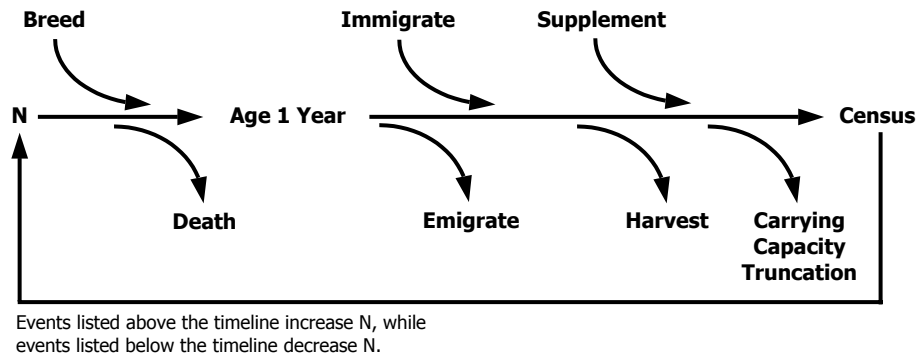 Breed
Immigrate
Supplement
N
Age 1 Year
Census
Death
Emigrate
Harvest
Carrying
Capacity
Truncation
Events listed above the timeline increase N, while
events listed below the timeline decrease N.